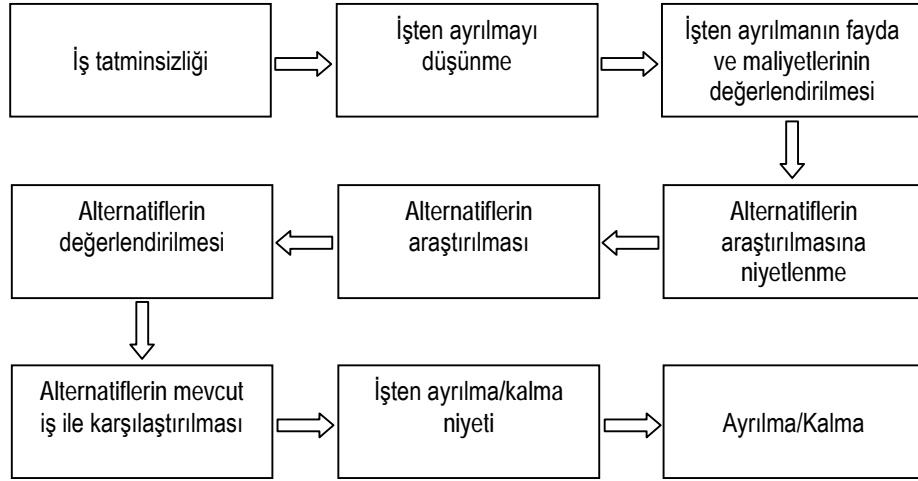 İş tatminsizliği
İşten ayrılmayı
düşünme
İşten ayrılmanın fayda
ve maliyetlerinin
değerlendirilmesi
Alternatiflerin
araştırılmasına
niyetlenme
Alternatiflerin
araştırılması
Alternatiflerin
değerlendirilmesi
Alternatiflerin mevcut
iş ile karşılaştırılması
İşten ayrılma/kalma
niyeti
Ayrılma/Kalma